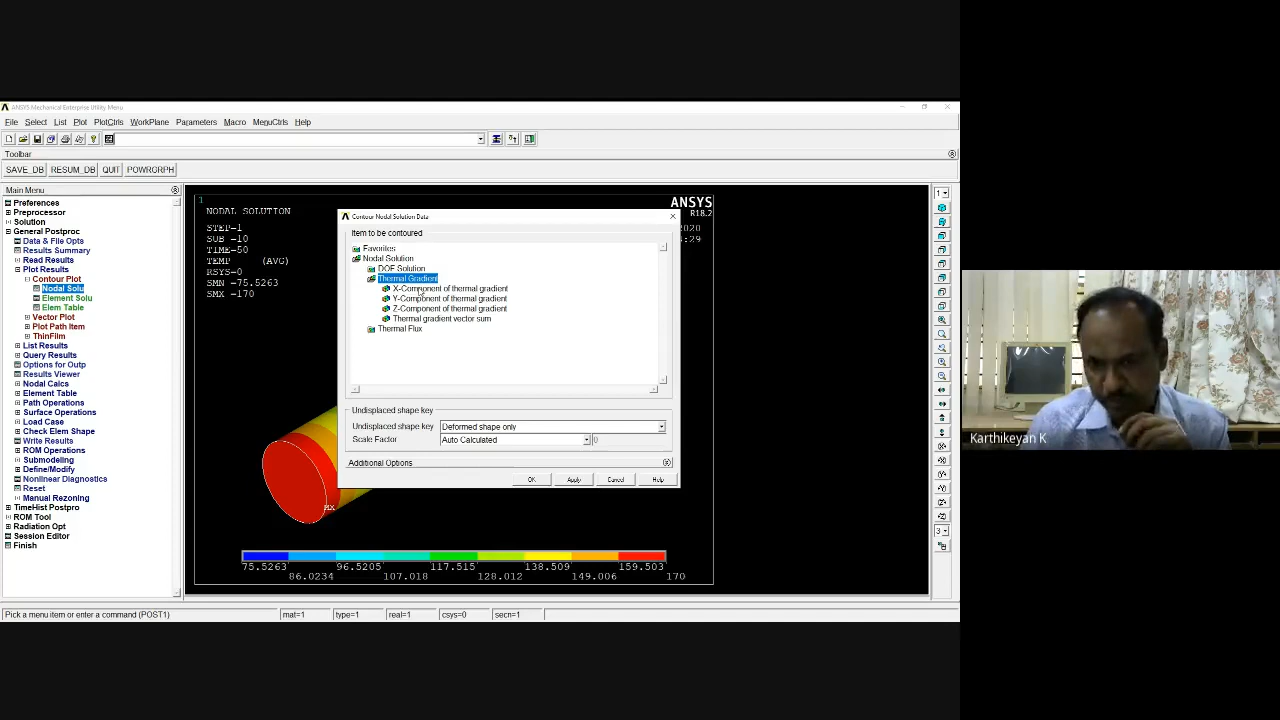 ANSYS Mechanical Enterprise Utility Menu
File Select List Plot PlotCtrls WorkPlane Parameters Macro MenuCtrls Help
Toolbar
SAVE_DB RESUM_DB QUIT POWRGRPH
Main Menu
Preferences
Preprocessor
Solution
General Postproc
Data & File Opts
Results Summary
Read Results
Plot Results
Contour Plot
Nodal Solu
Element Solu
Elem Table
Vector Plot
Plot Path Item
ThinFilm
List Results
Query Results
Options for Outp
Results Viewer
Nodal Calcs
Element Table
Path Operations
Surface Operations
Load Case
Check Elem Shape
Write Results
ROM Operations
Submodeling
Define/Modify
Nonlinear Diagnostics
Reset
Manual Rezoning
TimeHist Postpro
ROM Tool
Radiation Opt
Session Editor
Finish
1
NODAL SOLUTION
STEP=1
SUB =10
TIME=50
TEMP (AVG)
RSYS=0
SMN =75.5263
SMX =170
ANSYS
R18.2
2020
:29
Contour Nodal Solution Data
Item to be contoured
Favorites
Nodal Solution
DOF Solution
Thermal Gradient
X-Component of thermal gradient
Y-Component of thermal gradient
Z-Component of thermal gradient
Thermal gradient vector sum
Thermal Flux
Undisplaced shape key
Undisplaced shape key Deformed shape only
Scale Factor Auto Calculated 0
Additional Options
OK Apply Cancel Help
MX
75.5263 96.5205 117.515 138.509 159.503
86.0234 107.018 128.012 149.006 170
1
3
Pick a menu item or enter a command (POST1) mat=1 type=1 real=1 csys=0 secn=1
Karthikeyan K